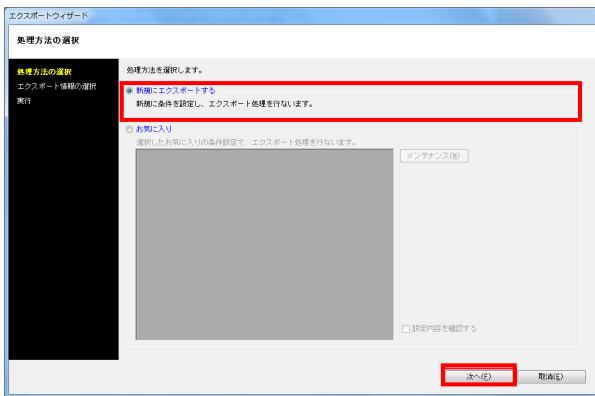 エクスポートウィザード
処理方法の選択
処理方法の選択
エクスポート情報の選択
実行
処理方法を選択します。
新規にエクスポートする
新規に条件を設定し、エクスポート処理を行ないます。
お気に入り
選択したお気に入りの条件設定で、エクスポート処理を行ないます。
メンテナンス(M)
設定内容を確認する
次へ(F)
取消(E)